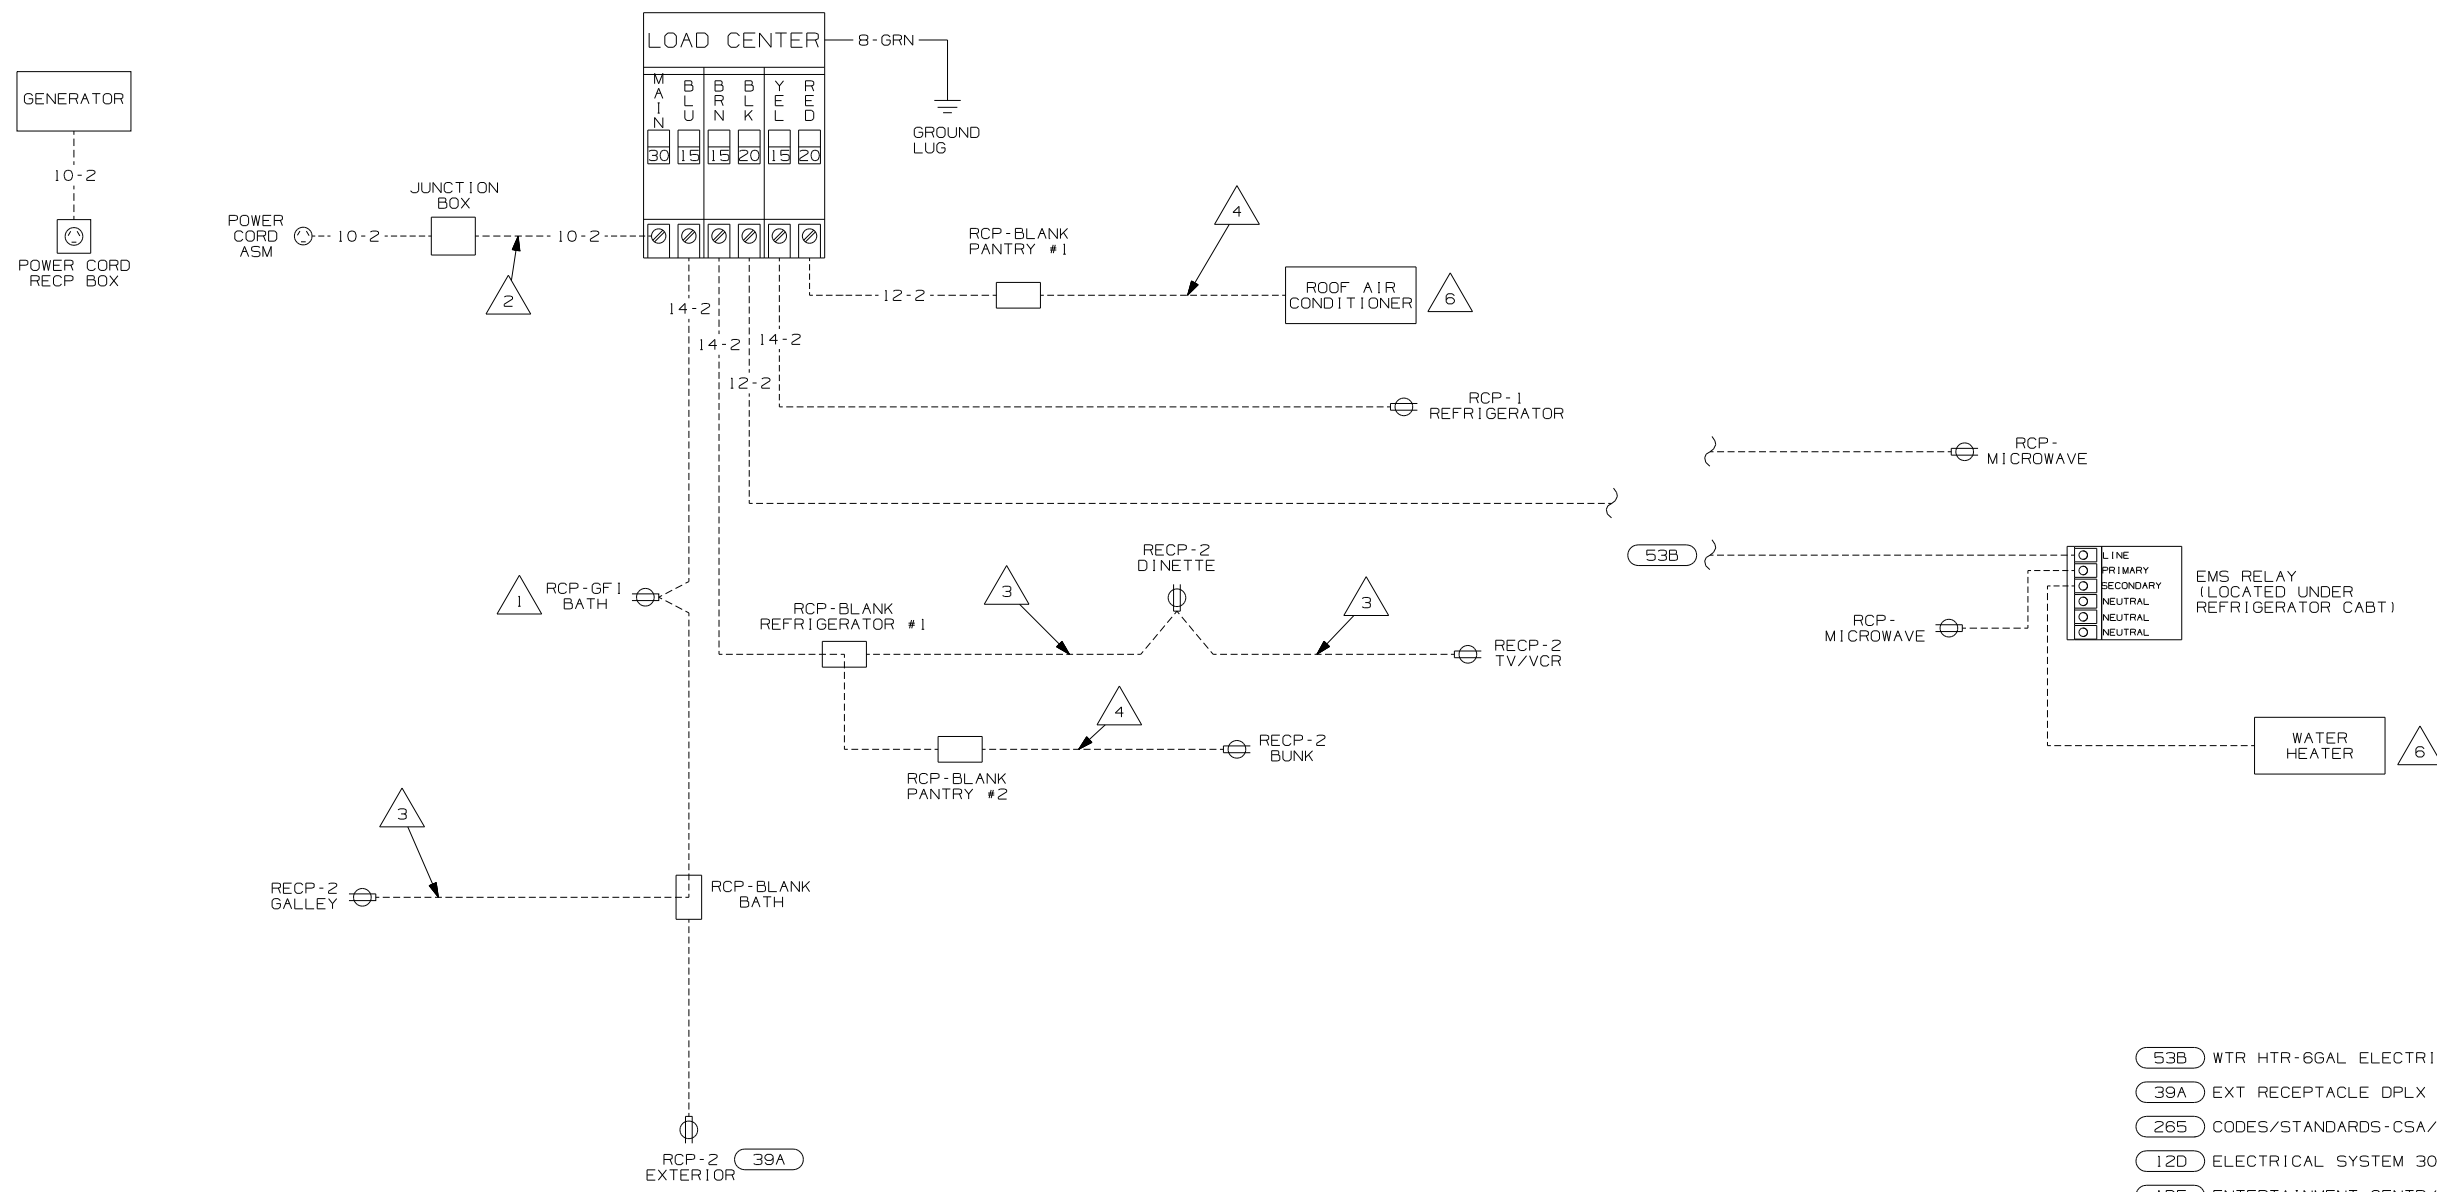 LOAD CENTER
8-GRN
GROUND
LUG
MAIN
BLU
BRN
BLK
YEL
RED
30
15
15
20
15
20
GENERATOR
10-2
POWER CORD
RECP BOX
POWER
CORD
ASM
10-2
JUNCTION
BOX
10-2
2
14-2
14-2
14-2
12-2
12-2
RCP-BLANK
PANTRY #1
4
ROOF AIR
CONDITIONER
6
RCP-1
REFRIGERATOR
RCP-
MICROWAVE
53B
LINE
PRIMARY
SECONDARY
NEUTRAL
NEUTRAL
NEUTRAL
EMS RELAY
(LOCATED UNDER
REFRIGERATOR CABT)
RCP-
MICROWAVE
WATER
HEATER
6
1
RCP-GFI
BATH
RCP-BLANK
REFRIGERATOR #1
3
RECP-2
DINETTE
3
RECP-2
TV/VCR
4
RECP-2
BUNK
RCP-BLANK
PANTRY #2
3
RECP-2
GALLEY
RCP-BLANK
BATH
RCP-2
EXTERIOR
39A
53B WTR HTR-6GAL ELECTRI
39A EXT RECEPTACLE DPLX
265 CODES/STANDARDS-CSA/
12D ELECTRICAL SYSTEM 30